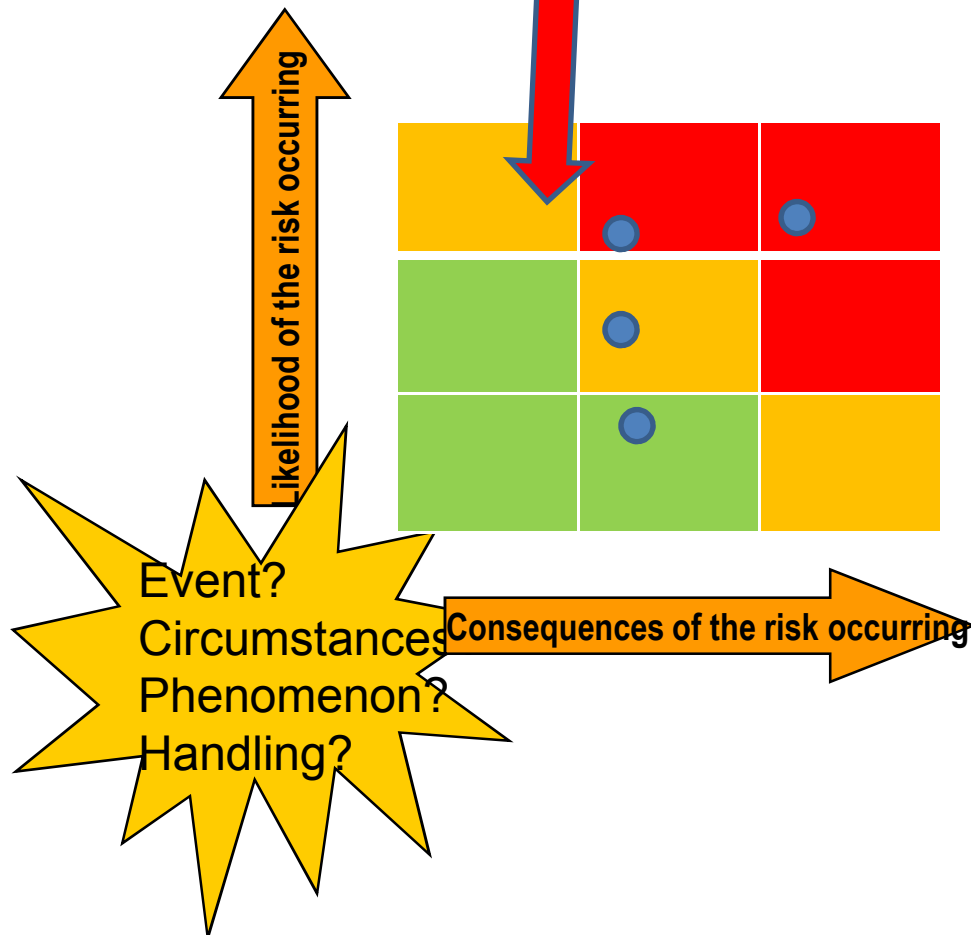 Likelihood of the risk occurring
Event?
Circumstances
Phenomenon?
Handling?
Consequences of the risk occurring